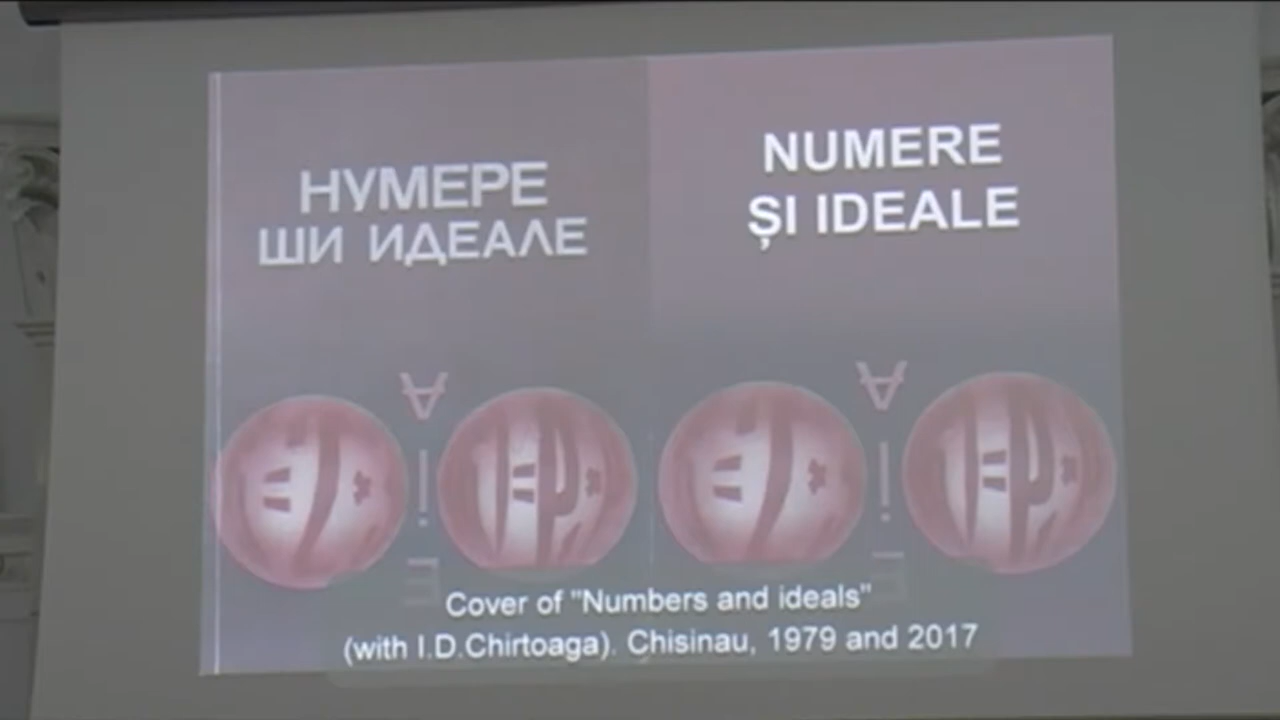 НУМЕРЕ
ШИ ИДЕАЛЕ
NUMERE
ȘI IDEALE
∀
|
E
∀
|
E
Cover of "Numbers and ideals"
(with I.D.Chirtoaga). Chisinau, 1979 and 2017